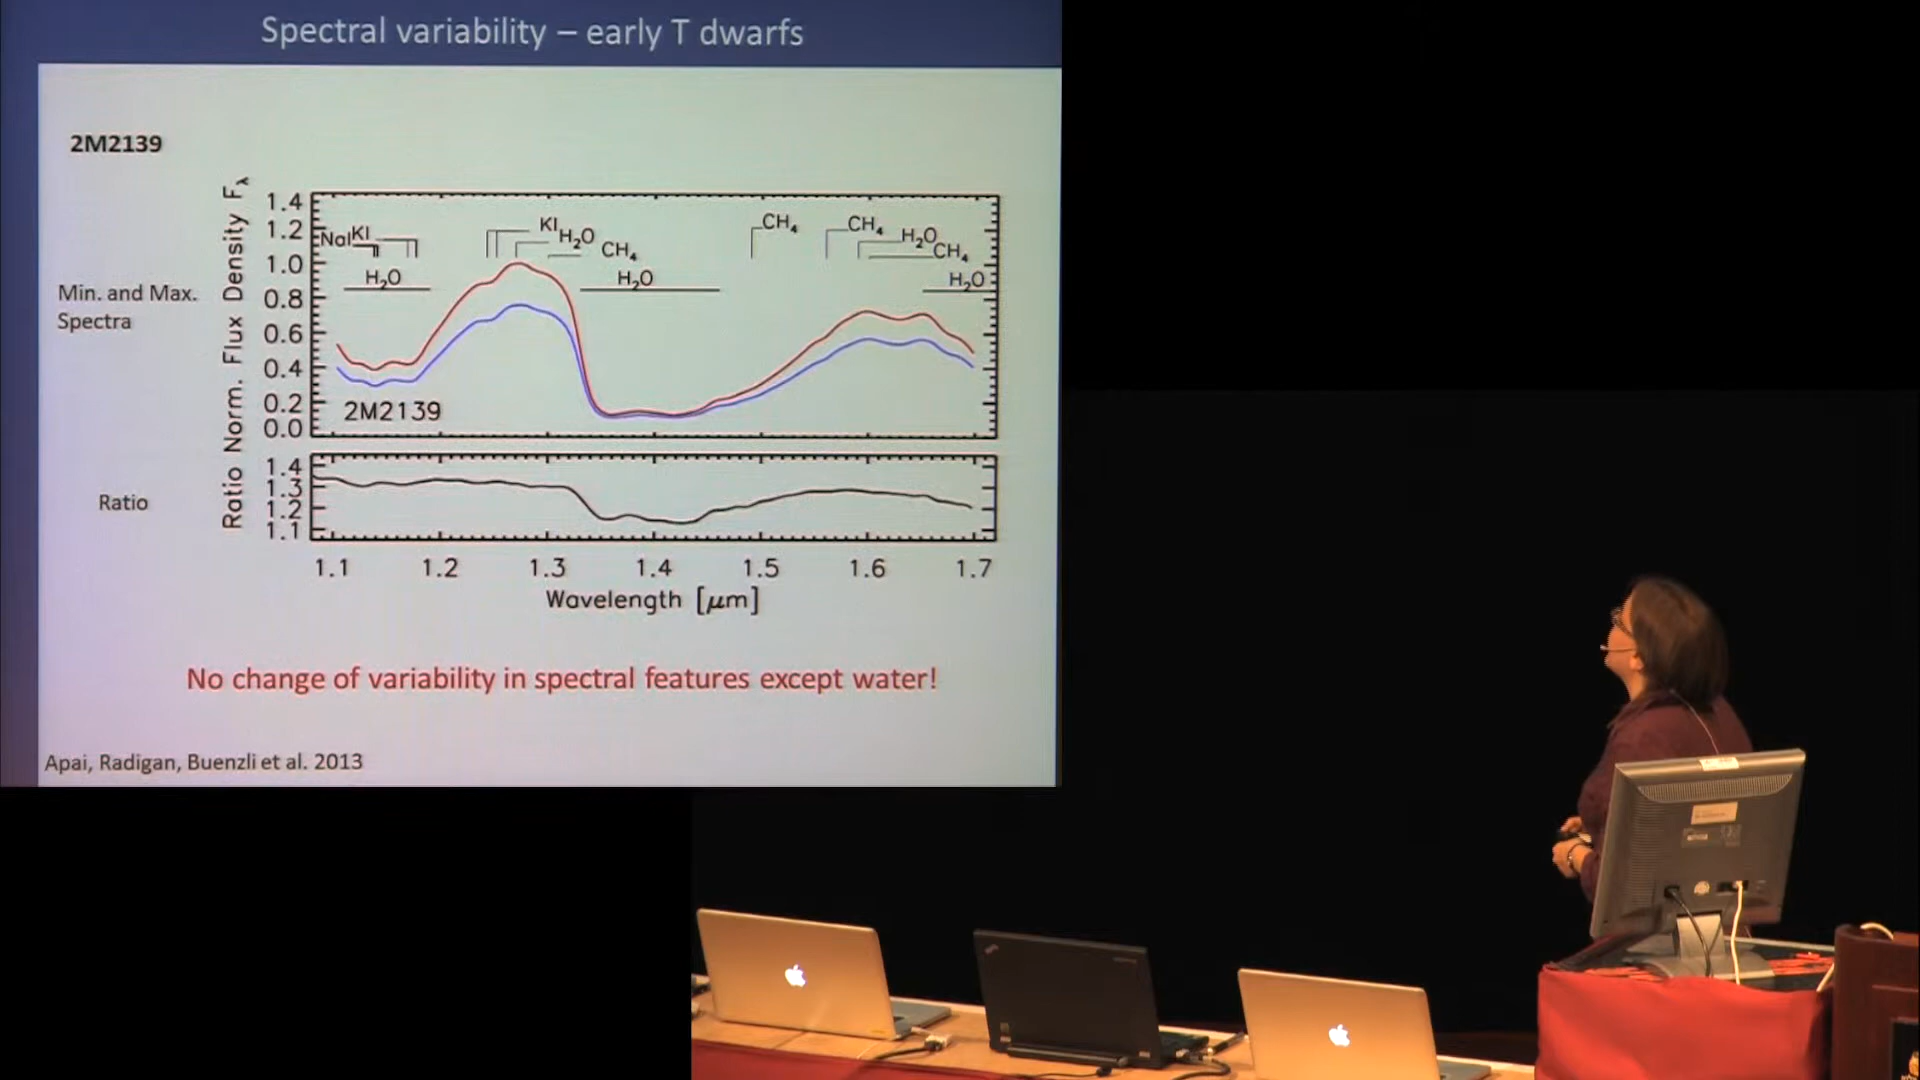 Spectral variability – early T dwarfs
2M2139
Min. and Max.
Spectra
Norm. Flux Density Fλ
1.4
1.2
1.0
0.8
0.6
0.4
0.2
0.0
NaI KI
H₂O
KI
H₂O
CH₄
H₂O
CH₄
CH₄
H₂O
CH₄
H₂O
2M2139
Ratio
Ratio
1.4
1.3
1.2
1.1
1.1 1.2 1.3 1.4 1.5 1.6 1.7
Wavelength [μm]
No change of variability in spectral features except water!
Apai, Radigan, Buenzli et al. 2013